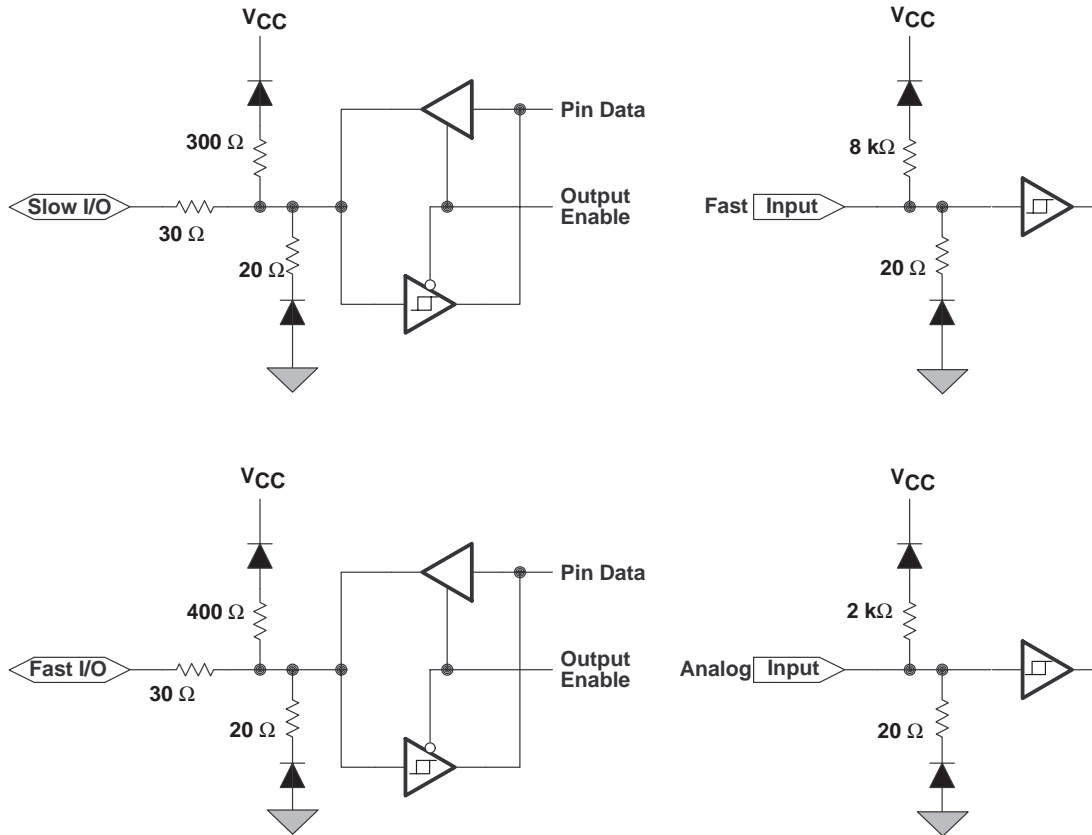 VCC
300 Ω
Slow I/O
30 Ω
20 Ω
Pin Data
Output
Enable
VCC
8 kΩ
Fast Input
20 Ω
VCC
400 Ω
Fast I/O
30 Ω
20 Ω
Pin Data
Output
Enable
VCC
2 kΩ
Analog Input
20 Ω